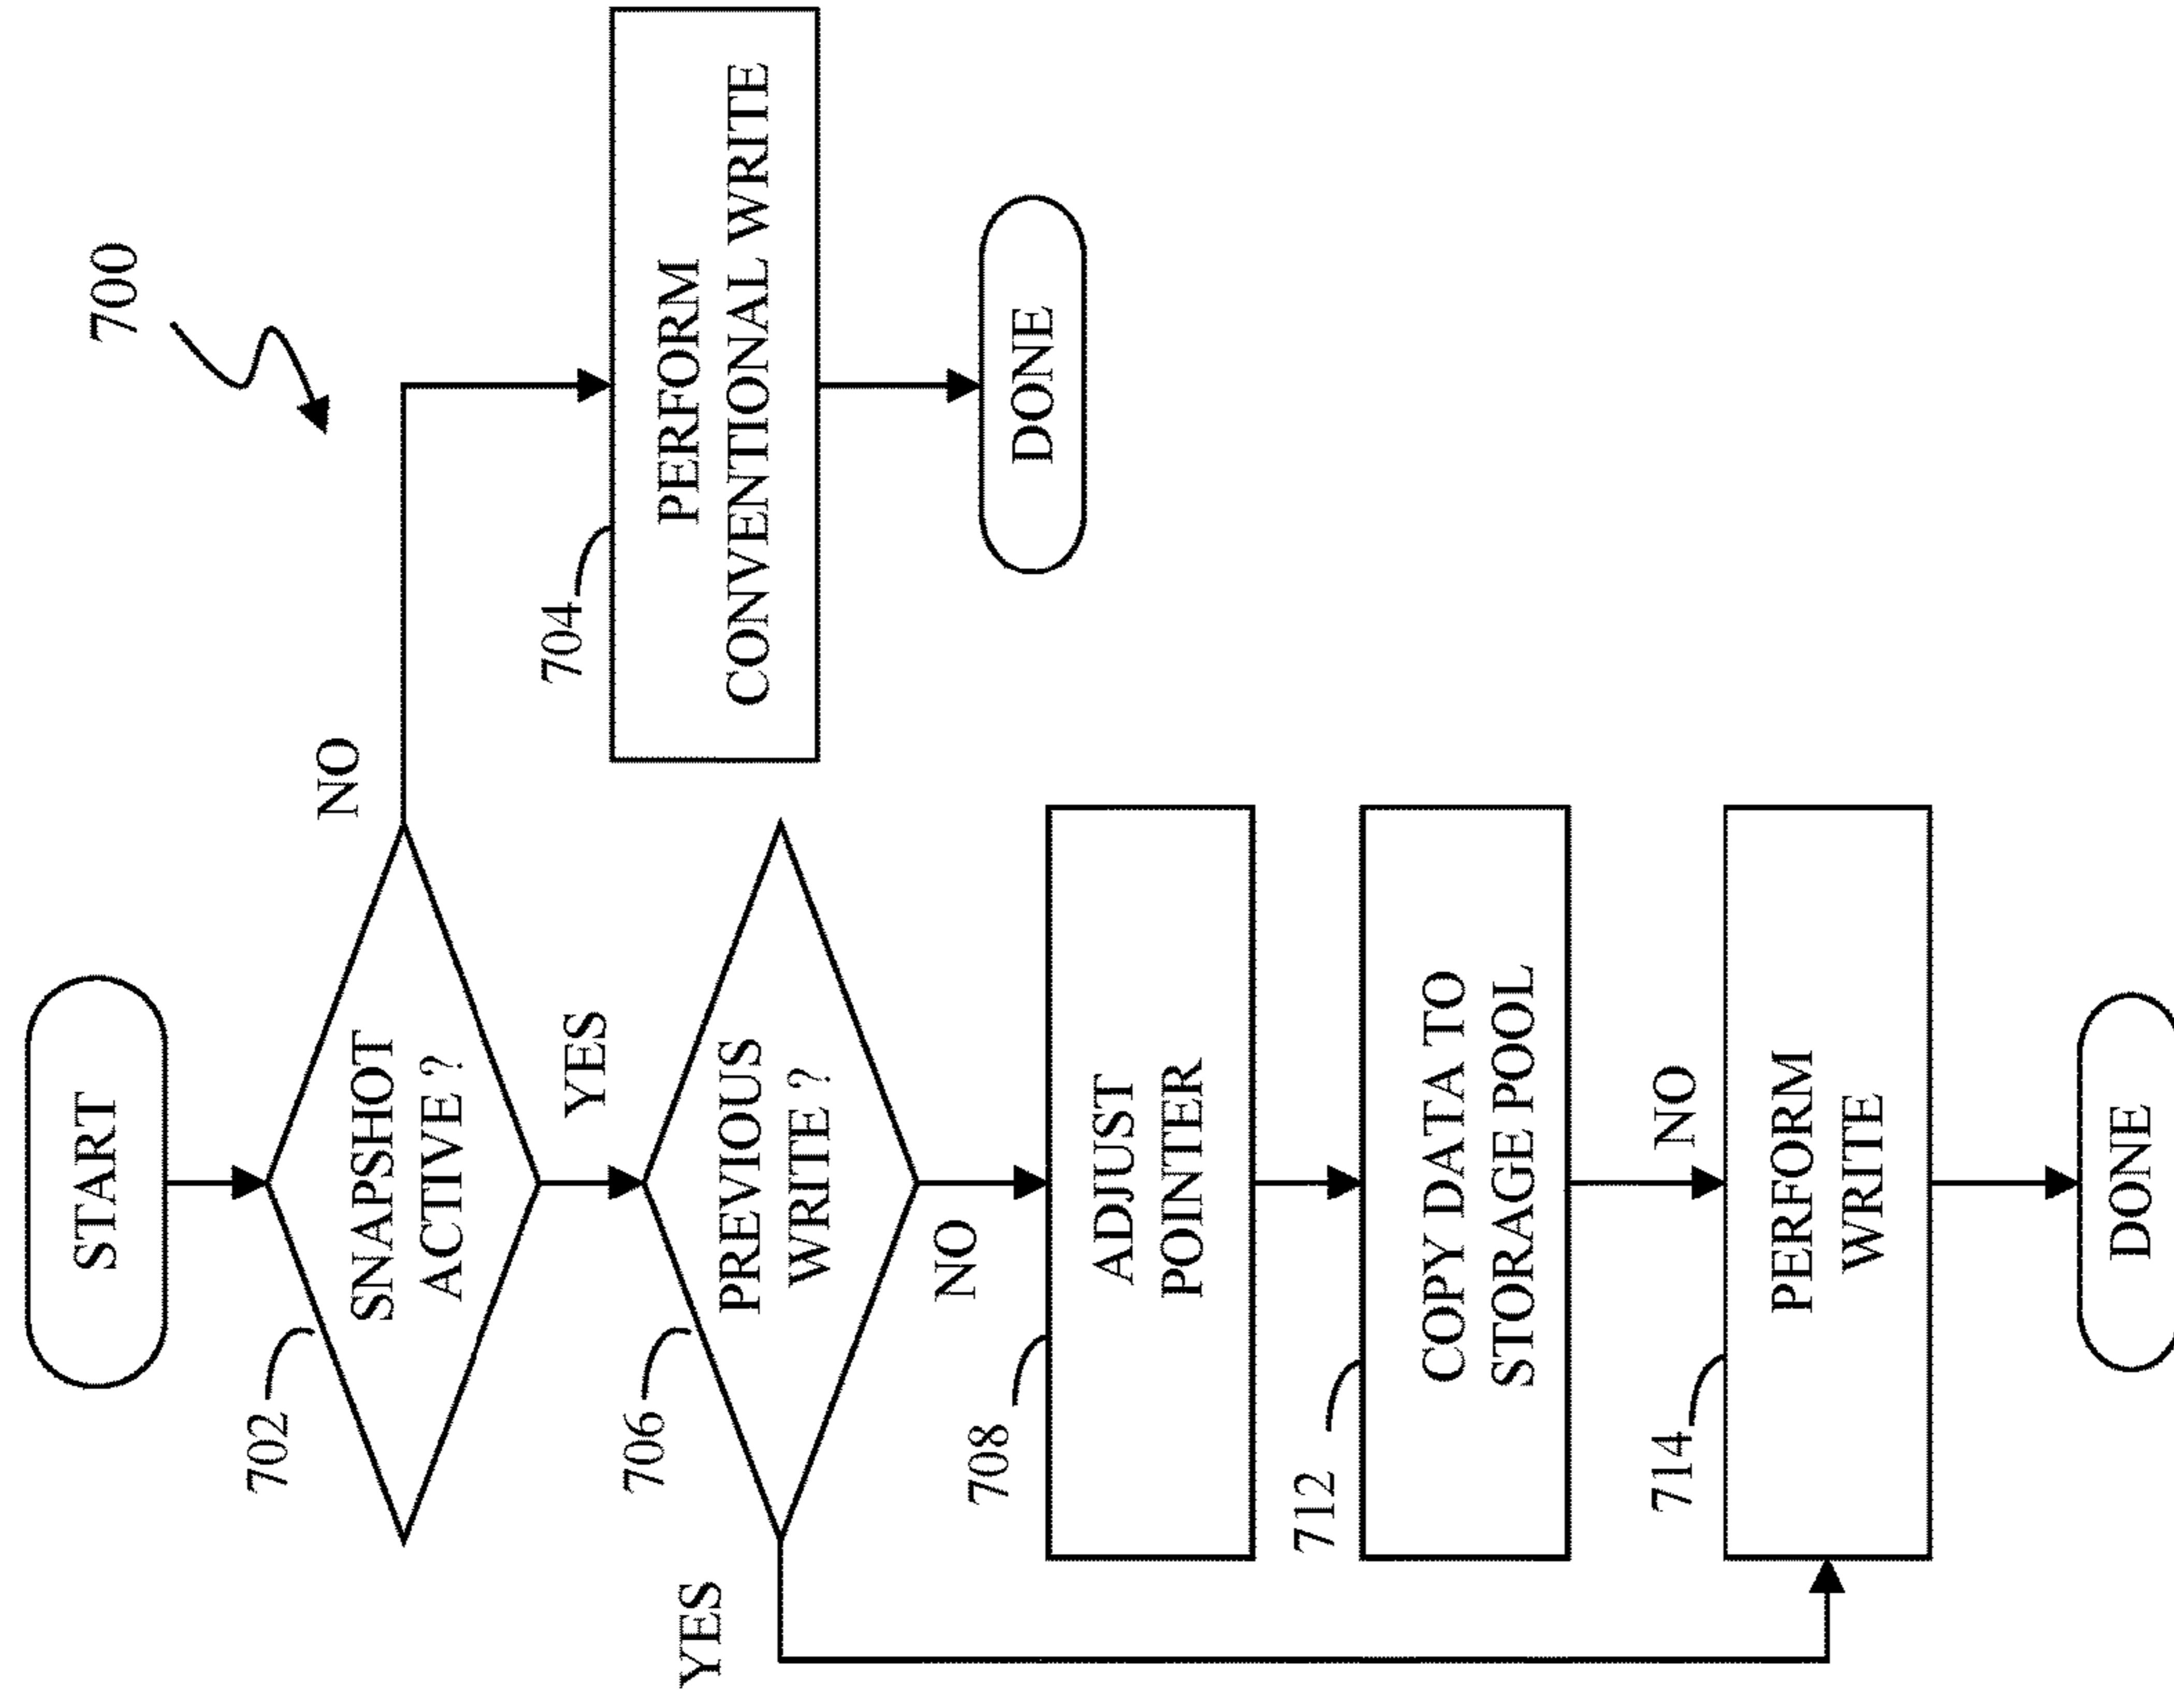 700
START
702
SNAPSHOT
ACTIVE ?
NO
YES
704
PERFORM
CONVENTIONAL WRITE
DONE
706
PREVIOUS
WRITE ?
YES
NO
708
ADJUST
POINTER
712
COPY DATA TO
STORAGE POOL
NO
714
PERFORM
WRITE
DONE